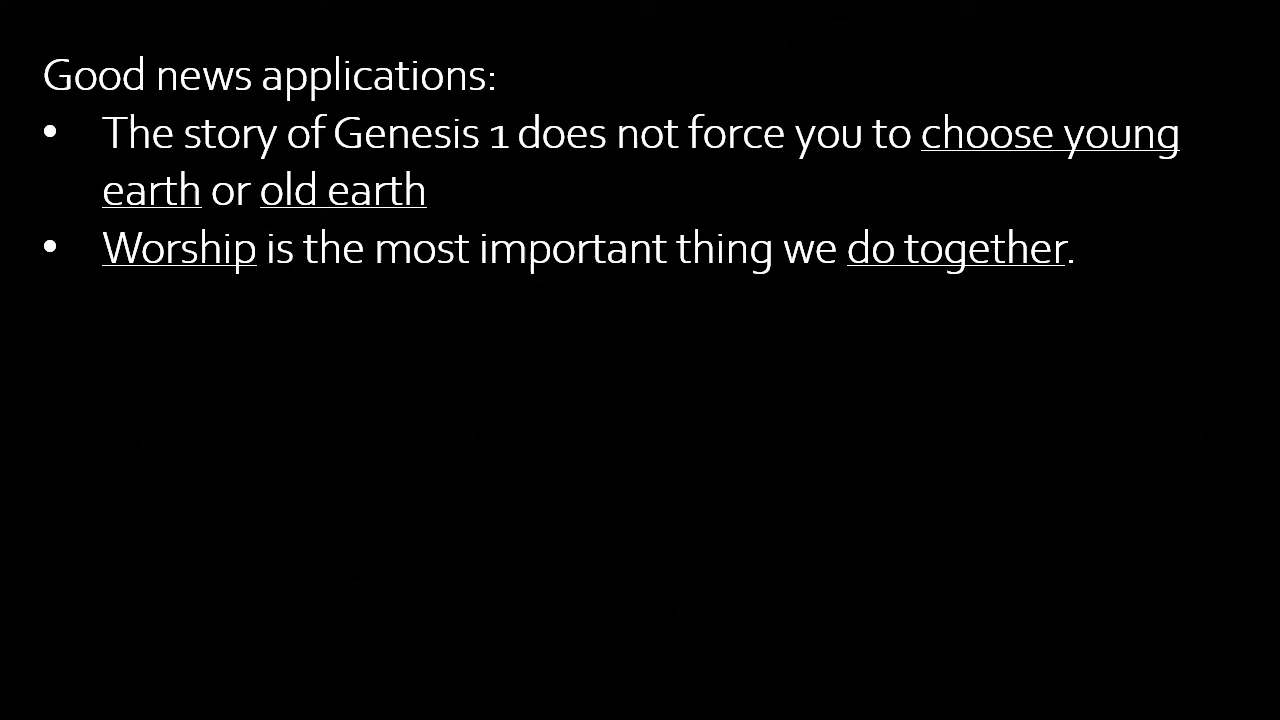 Good news applications:
• The story of Genesis 1 does not force you to choose young
earth or old earth
• Worship is the most important thing we do together.